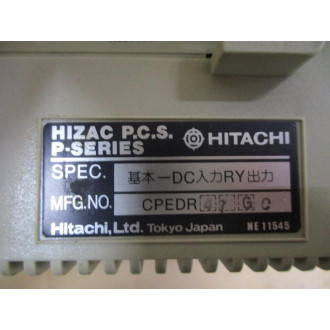 HIZAC P.C.S.
P-SERIES
HITACHI
SPEC. 基本一DC入力RY出力
MFG.NO. CPEDR
Hitachi, Ltd. Tokyo Japan NE 11545